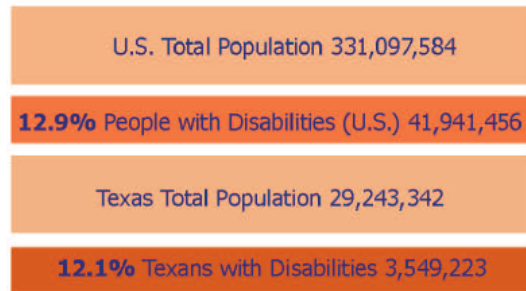 U.S. Total Population 331,097,584
12.9% People with Disabilities (U.S.) 41,941,456
Texas Total Population 29,243,342
12.1% Texans with Disabilities 3,549,223